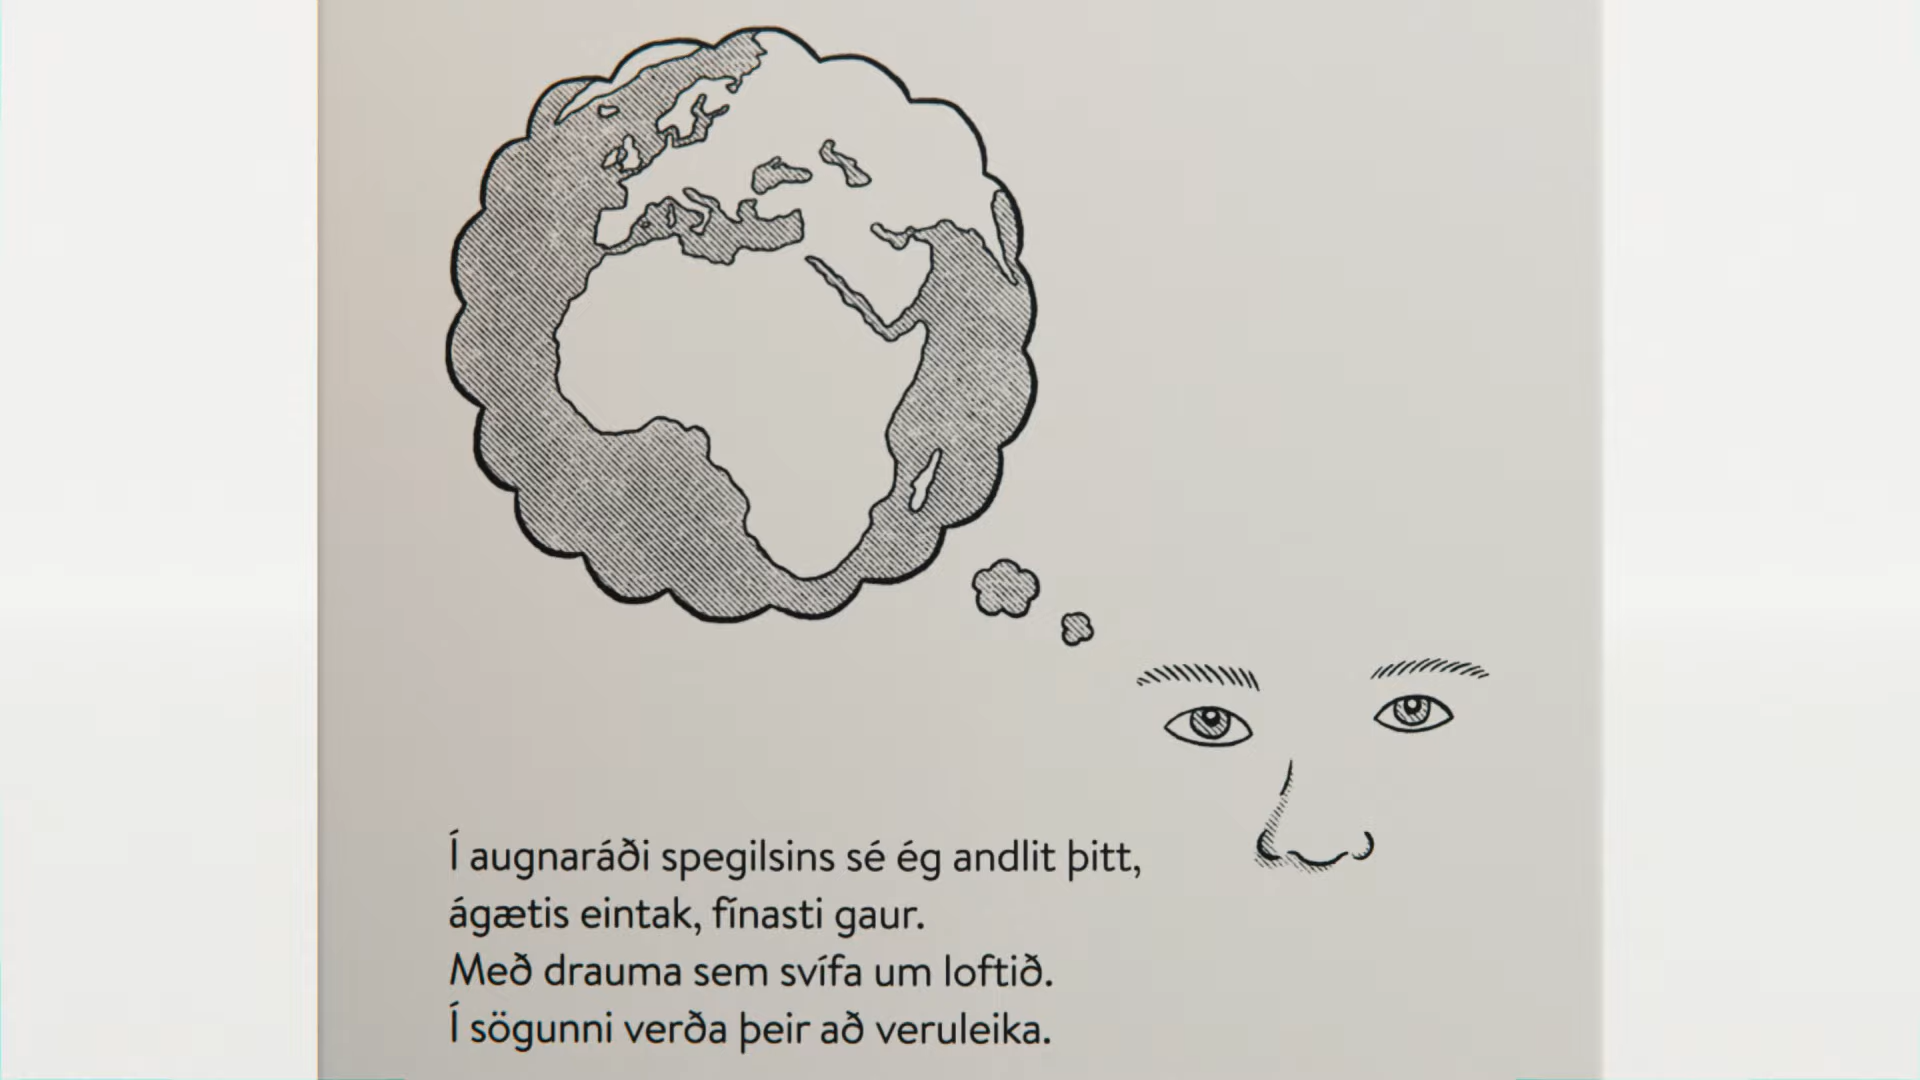 Í augnaráði spegilsins sé ég andlit þitt,
ágætis eintak, fínasti gaur.
Með drauma sem svífa um loftið.
Í sögunni verða þeir að veruleika.